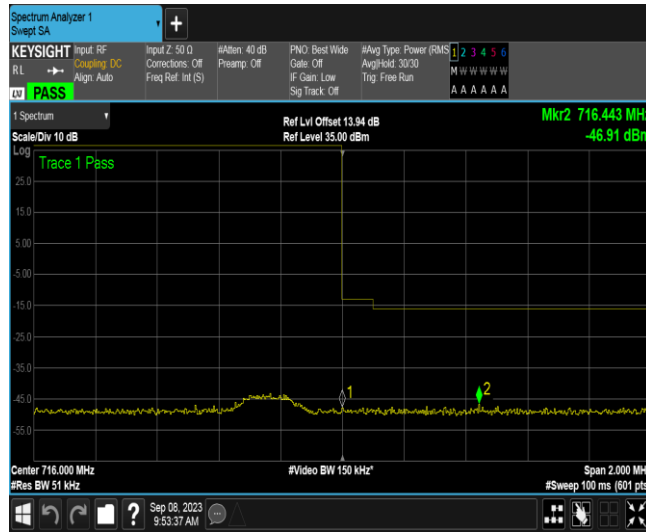 Spectrum Analyzer 1
Swept SA
KEYSIGHT
RL
LXI
PASS
Input: RF
Coupling: DC
Align: Auto
Input Z: 50 Ω
Corrections: Off
Freq Ref: Int (S)
#Atten: 40 dB
Preamp: Off
PNO: Best Wide
Gate: Off
IF Gain: Low
Sig Track: Off
#Avg Type: Power (RMS
Avg|Hold: 30/30
Trig: Free Run
1 2 3 4 5 6
M W W W W W
A A A A A A
1 Spectrum
Scale/Div 10 dB
Ref Lvl Offset 13.94 dB
Ref Level 35.00 dBm
Mkr2 716.443 MHz
-46.91 dBm
Log
Trace 1 Pass
25.0
15.0
5.00
-5.00
-15.0
-25.0
-35.0
-45.0
-55.0
1
2
Center 716.000 MHz
#Res BW 51 kHz
#Video BW 150 kHz*
Span 2.000 MH
#Sweep 100 ms (601 pts
?
Sep 08, 2023
9:53:37 AM